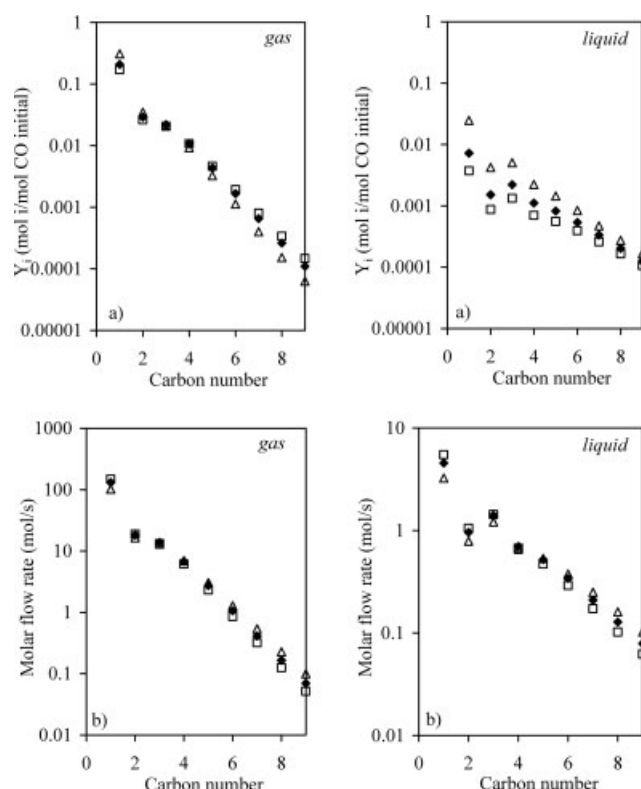 gas
1
0.1
0.01
0.001
0.0001
0.00001
Y_i (mol i/mol CO initial)
a)
0 2 4 6 8
Carbon number
liquid
1
0.1
0.01
0.001
0.0001
0.00001
Y_i (mol i/mol CO initial)
a)
0 2 4 6 8
Carbon number
gas
1000
100
10
1
0.1
0.01
Molar flow rate (mol/s)
b)
0 2 4 6 8
Carbon number
liquid
10
1
0.1
0.01
Molar flow rate (mol/s)
b)
0 2 4 6 8
Carbon number